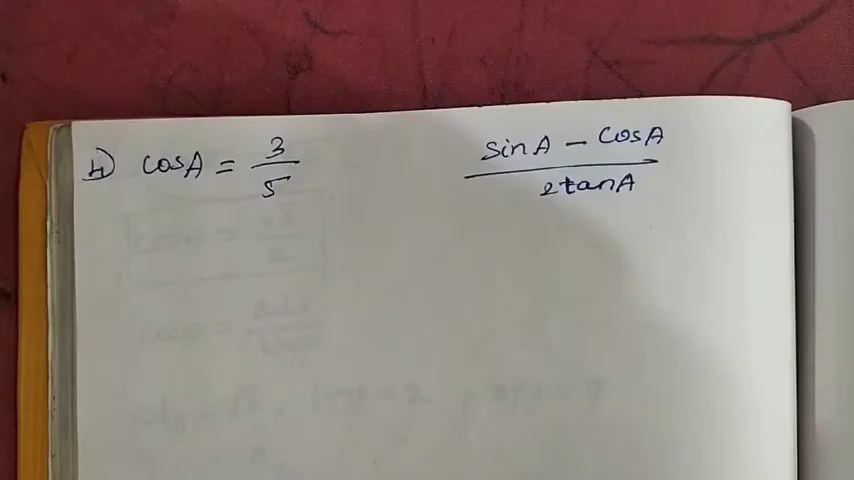 4) cosA = 3/5
sinA - cosA / 2tanA